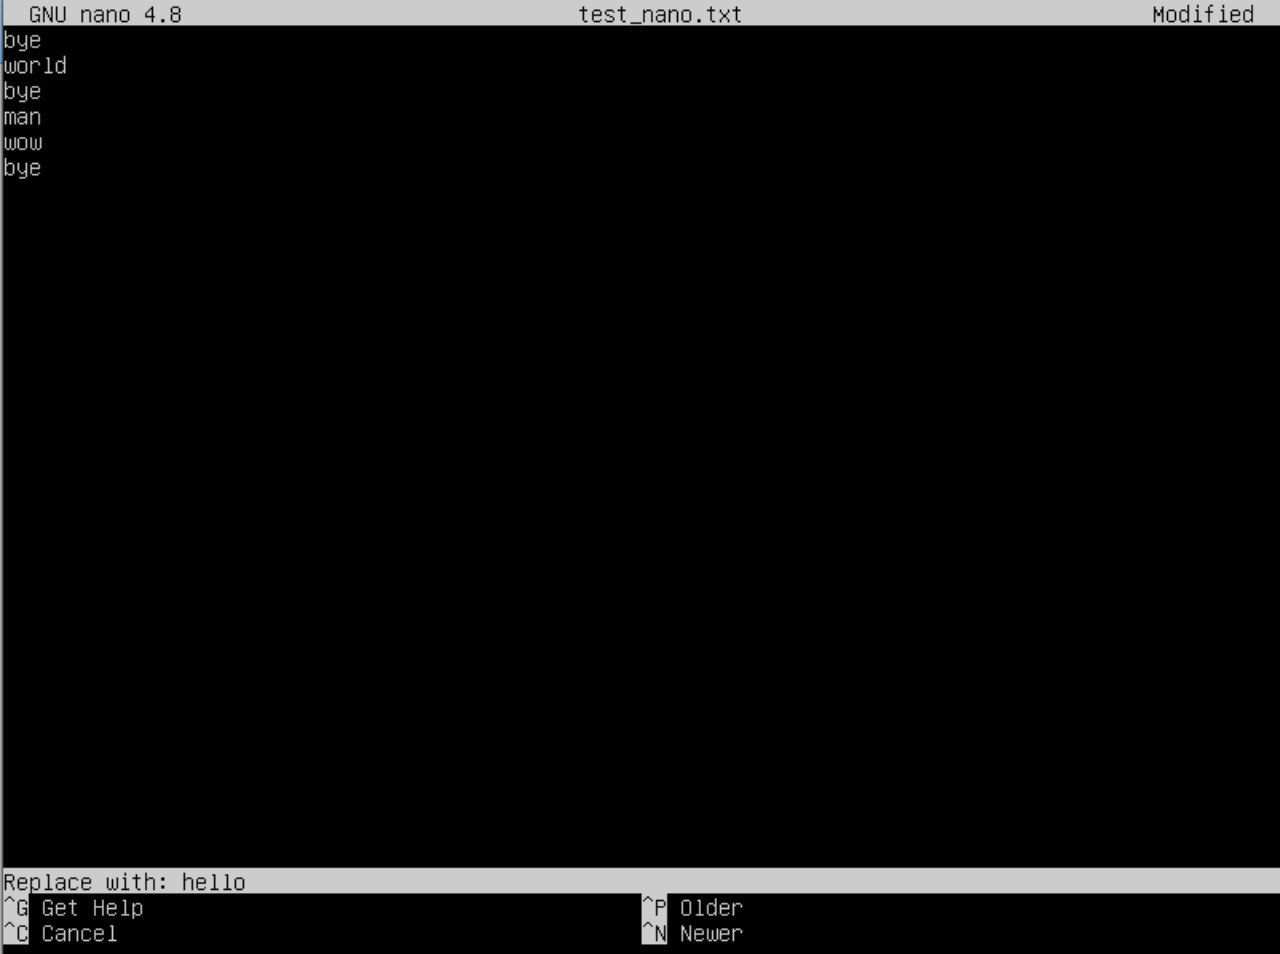 GNU nano 4.8 test_nano.txt Modified
bye
world
bye
man
wow
bye
Replace with: hello
^G Get Help ^P Older
^C Cancel ^N Newer